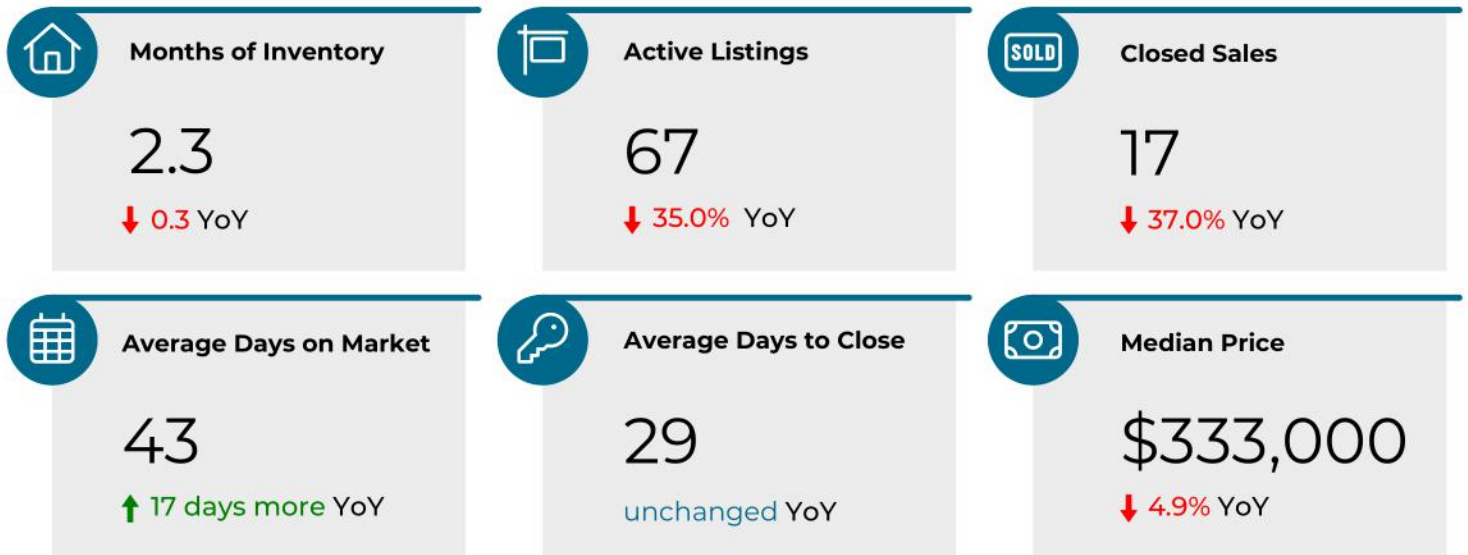 Months of Inventory
2.3
↓ 0.3 YoY
Active Listings
67
↓ 35.0% YoY
SOLD
Closed Sales
17
↓ 37.0% YoY
Average Days on Market
43
↑ 17 days more YoY
Average Days to Close
29
unchanged YoY
Median Price
$333,000
↓ 4.9% YoY